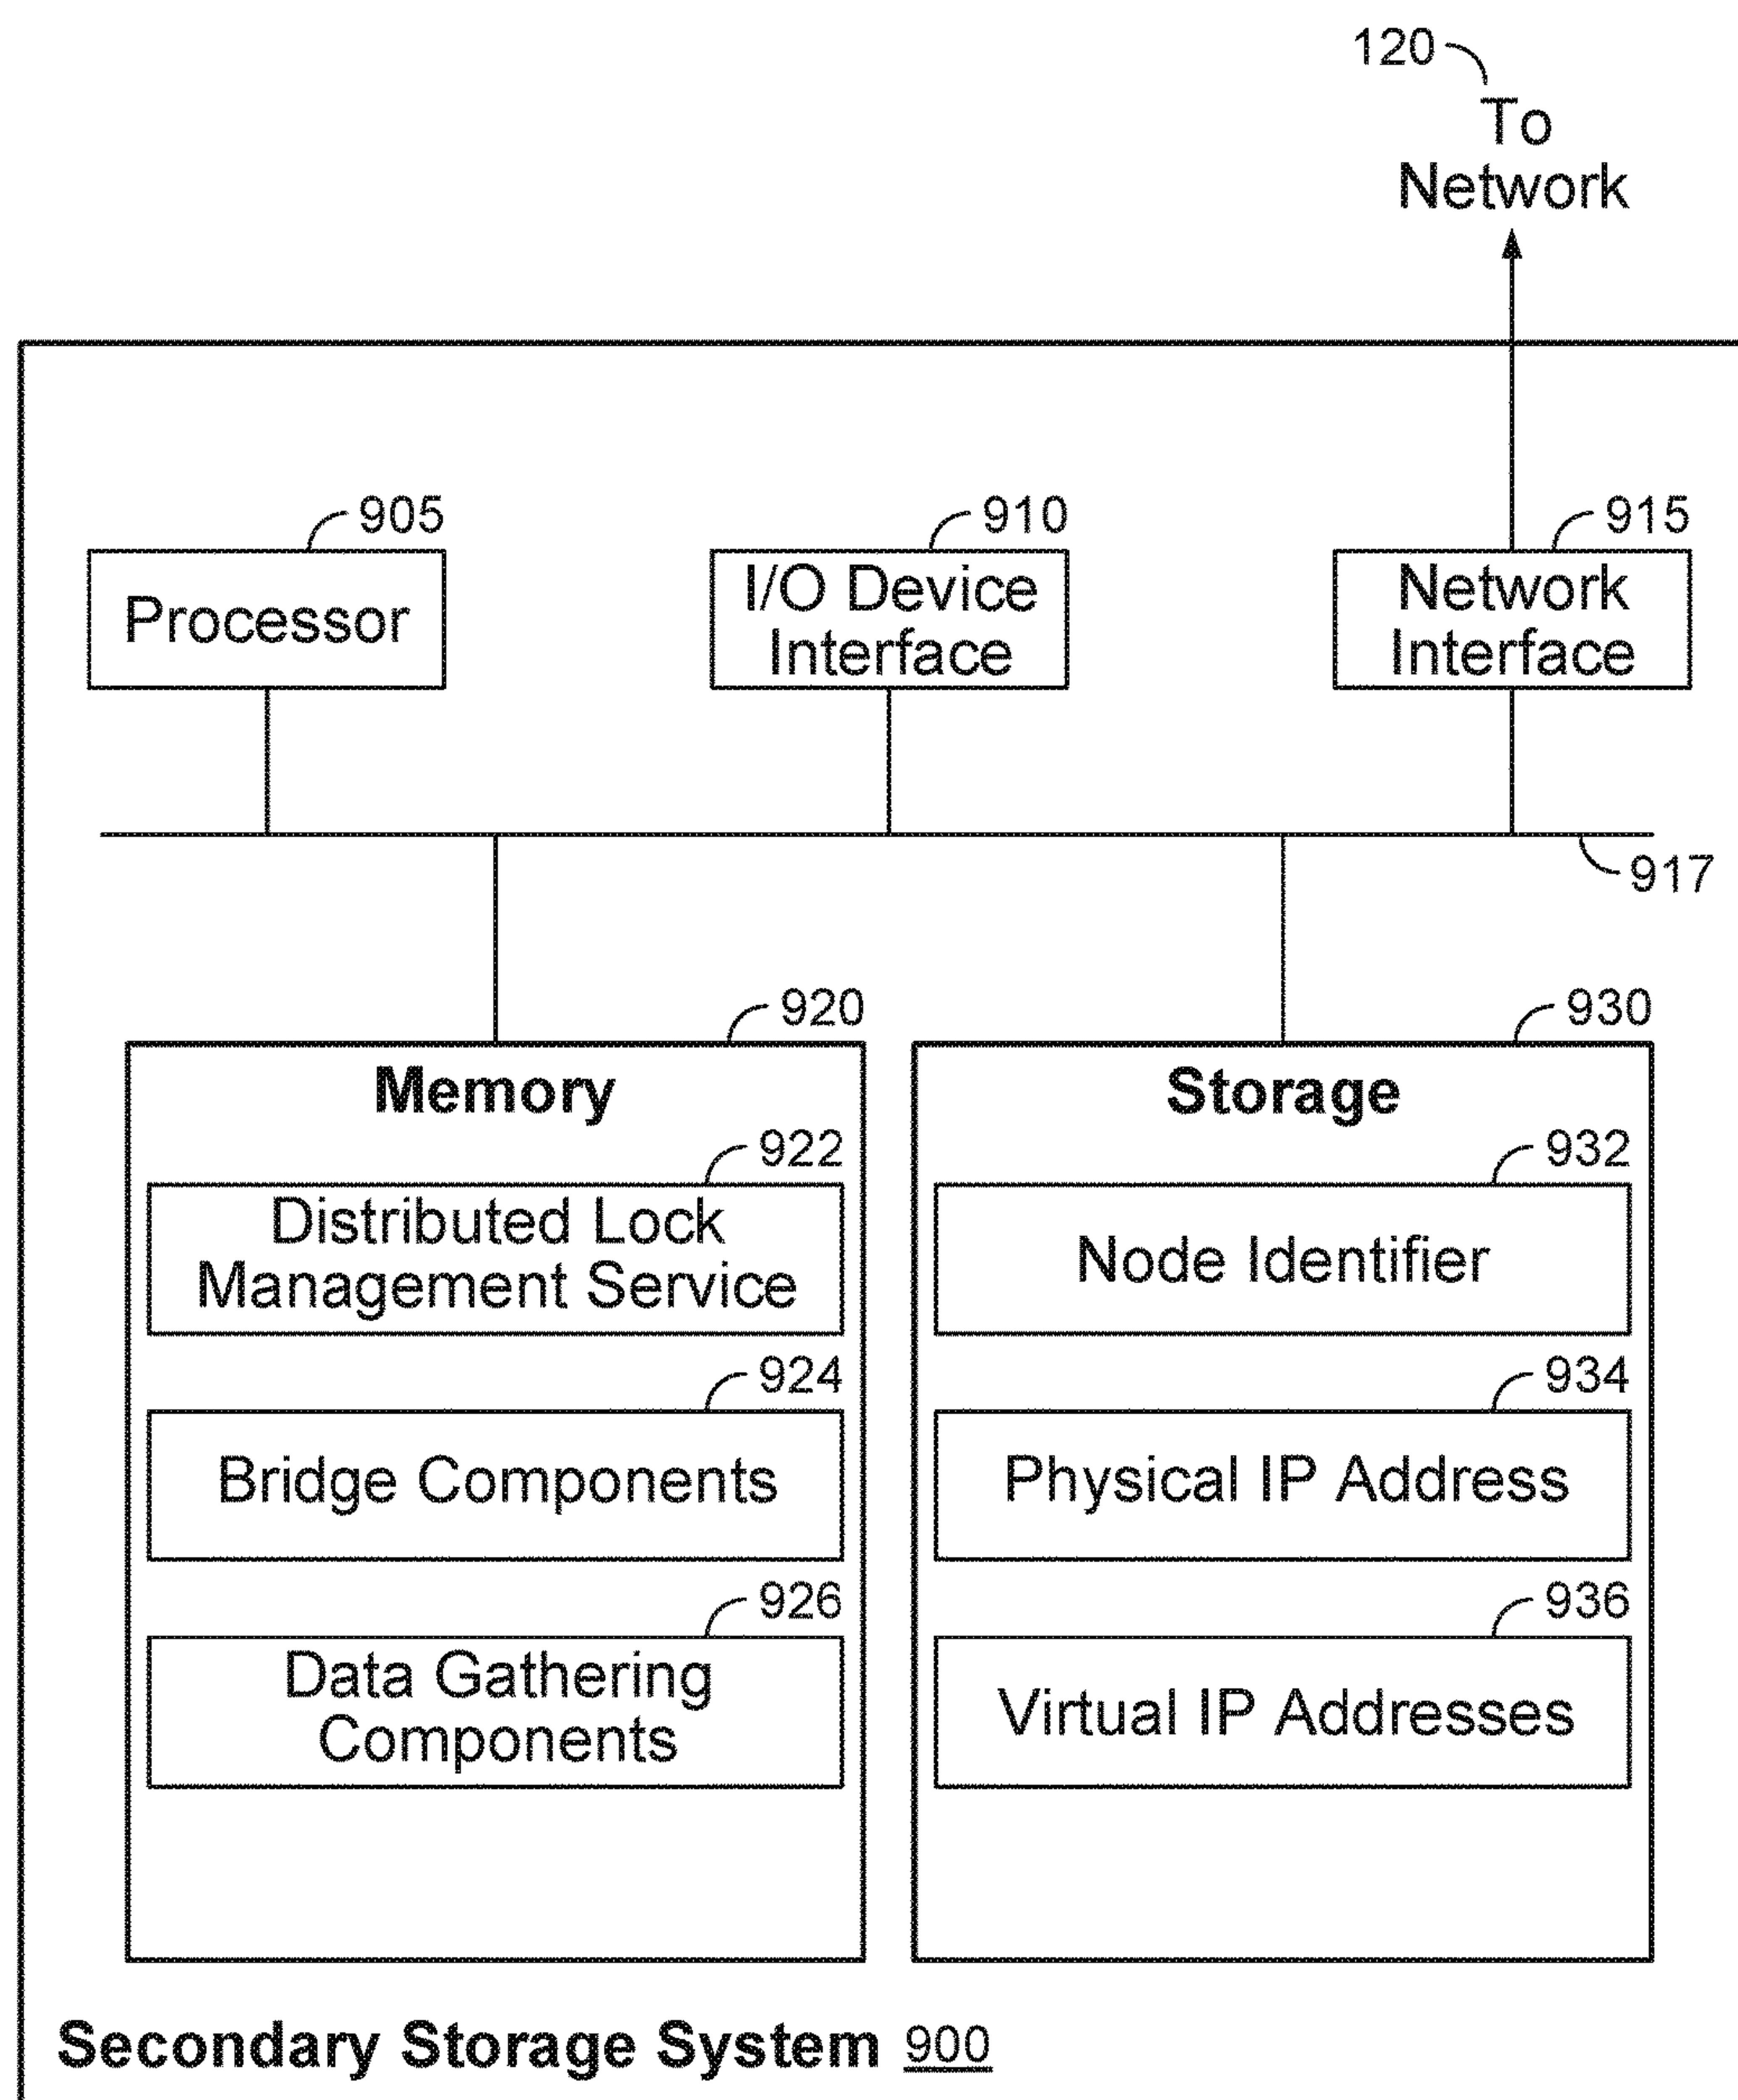 120
To
Network
905
910
915
Processor
I/O Device
Interface
Network
Interface
917
920
930
Memory
Storage
922
932
Distributed Lock
Management Service
Node Identifier
924
934
Bridge Components
Physical IP Address
926
936
Data Gathering
Components
Virtual IP Addresses
Secondary Storage System 900